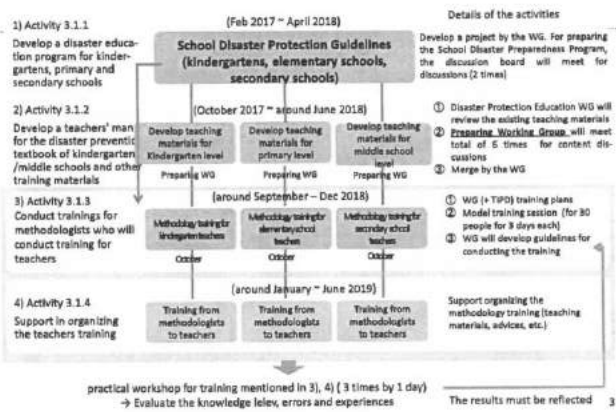 1) Activity 3.1.1
Develop a disaster educa-
tion program for kinder-
gartens, primary and
secondary schools
(Feb 2017 ~ April 2018)
School Disaster Protection Guidelines
(kindergartens, elementary schools,
secondary schools)
Details of the activities
Develop a project by the WG. For preparing
the School Disaster Preparedness Program,
the discussion board will meet for
discussions (2 times)
2) Activity 3.1.2
Develop a teachers' man
for the disaster preventic
textbook of kindergarten
/middle schools and other
training materials
(October 2017 ~ around June 2018)
Develop teaching
materials for
Kindergarten level
Preparing WG
Develop teaching
materials for
primary level
Preparing WG
Develop teaching
materials for
middle school
level
Preparing WG
① Disaster Protection Education WG will
review the existing teaching materials
② Preparing Working Group will meet
total of 6 times for content dis-
cussions
③ Merge by the WG
3) Activity 3.1.3
Conduct trainings for
methodologists who will
conduct training for
teachers
(around September – Dec 2018)
Methodology training for
kindergarten teachers
October
Methodology training for
elementary school
teachers
October
Methodology training for
secondary school
teachers
October
① WG (+ TIPD) training plans
② Model training session (for 30
people for 3 days each)
③ WG will develop guidelines for
conducting the training
4) Activity 3.1.4
Support in organizing
the teachers training
(around January ~ June 2019)
Training from
methodologists
to teachers
Training from
methodologists
to teachers
Training from
methodologists
to teachers
Support organizing the
methodology training (teaching
materials, advices, etc.)
practical workshop for training mentioned in 3), 4) ( 3 times by 1 day)
→ Evaluate the knowledge lelev, errors and experiences
The results must be reflected
3